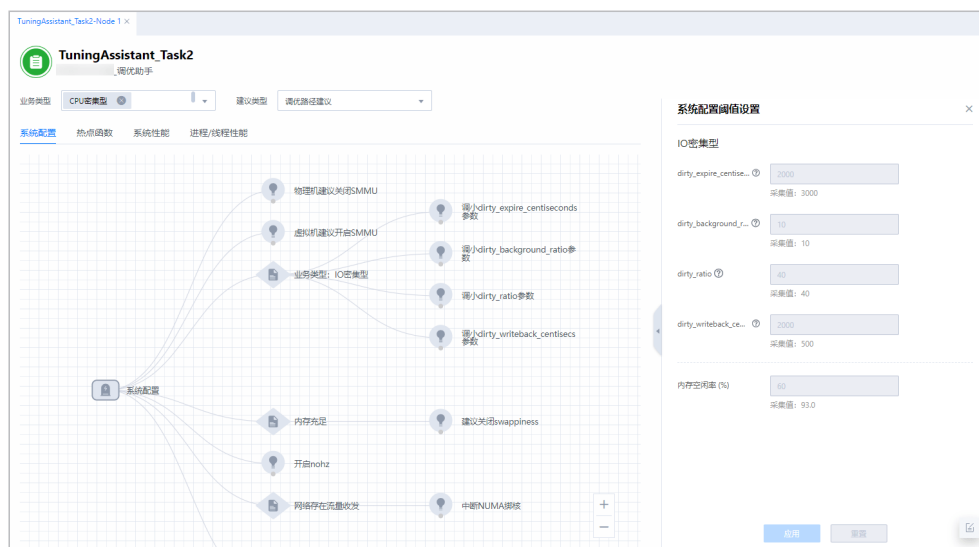 TuningAssistant_Task2-Node 1 ×
TuningAssistant_Task2
_调优助手
业务类型
CPU密集型
建议类型
调优路径建议
系统配置
热点函数
系统性能
进程/线程性能
物理机建议关闭SMMU
虚拟机建议开启SMMU
业务类型：IO密集型
调小dirty_expire_centiseconds
参数
调小dirty_background_ratio参
数
调小dirty_ratio参数
调小dirty_writeback_centisecs
参数
系统配置
内存充足
建议关闭swappiness
开启nohz
网络存在流量收发
中断NUMA绑核
系统配置阈值设置
IO密集型
dirty_expire_centise...
2000
采集值：3000
dirty_background_r...
10
采集值：10
dirty_ratio
40
采集值：40
dirty_writeback_ce...
2000
采集值：500
内存空闲率 (%)
60
采集值：93.0
应用
重置